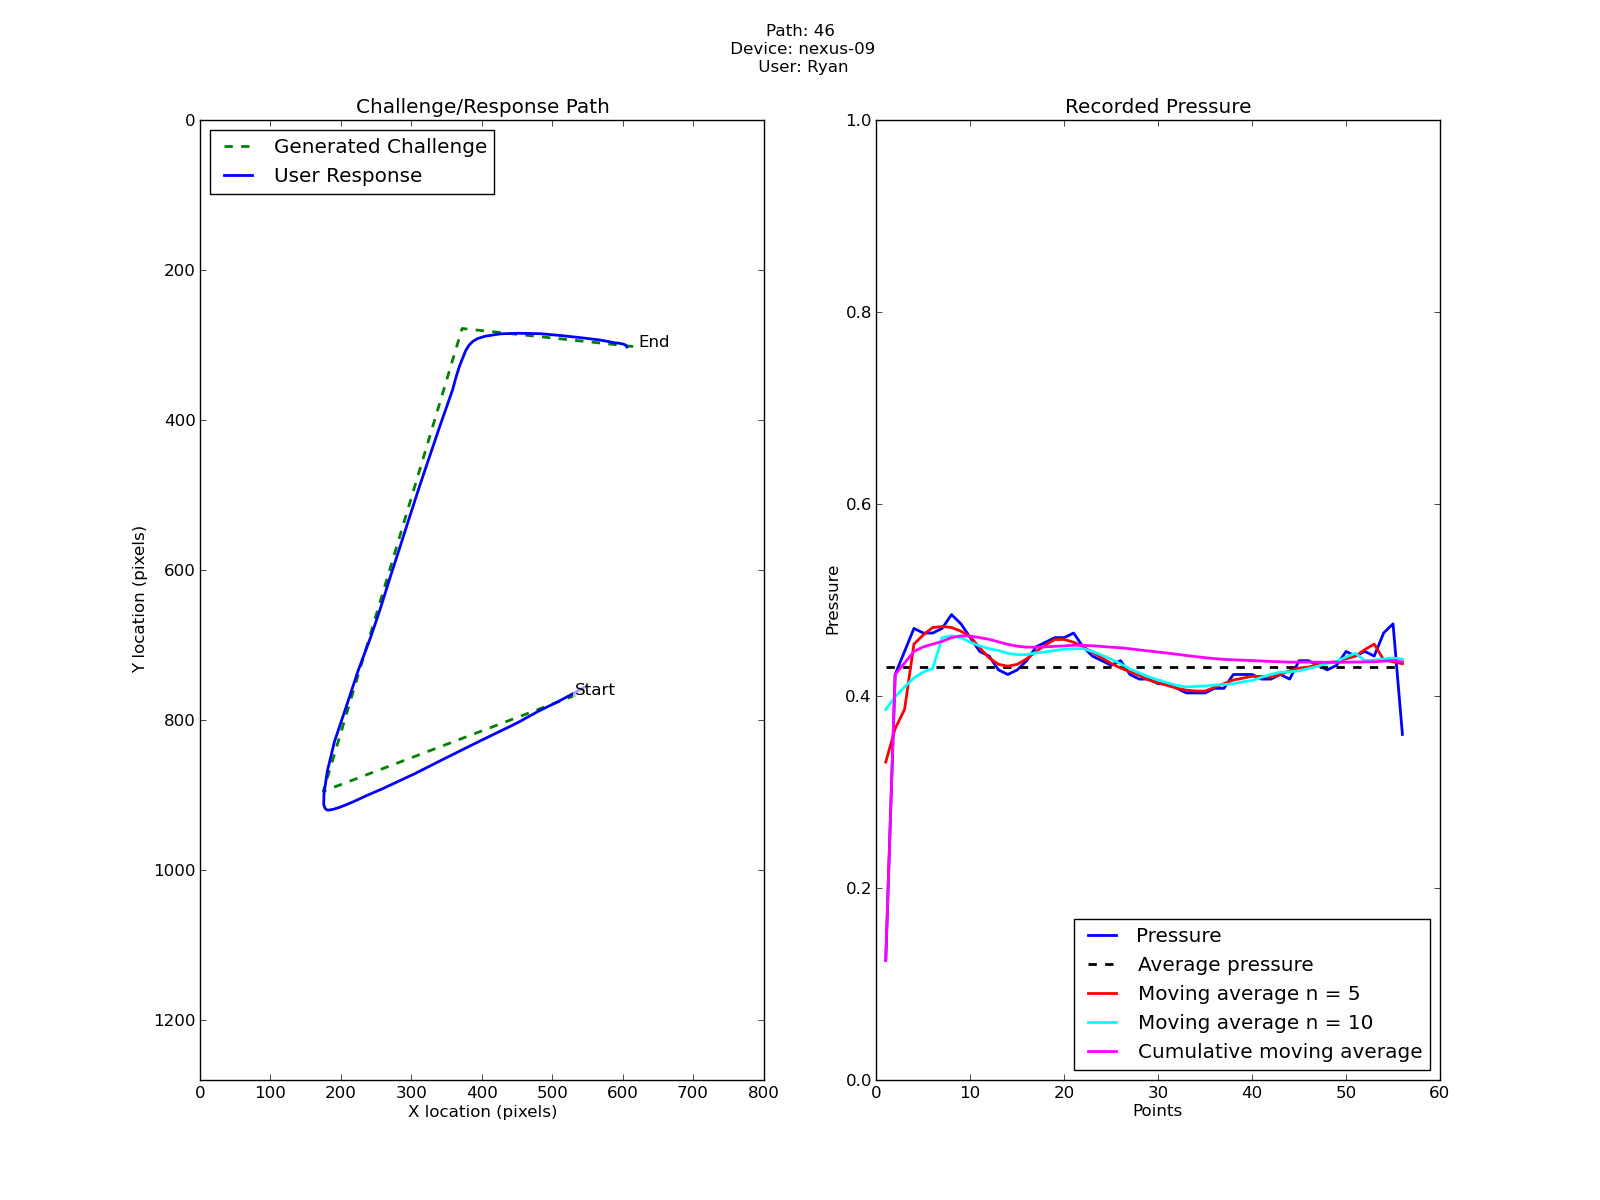 Path: 46
Device: nexus-09
User: Ryan
Challenge/Response Path
Generated Challenge
User Response
0
200
400
600
800
1000
1200
Y location (pixels)
End
Start
0 100 200 300 400 500 600 700 800
X location (pixels)
Recorded Pressure
1.0
0.8
0.6
0.4
0.2
0.0
Pressure
Pressure
Average pressure
Moving average n = 5
Moving average n = 10
Cumulative moving average
0 10 20 30 40 50 60
Points